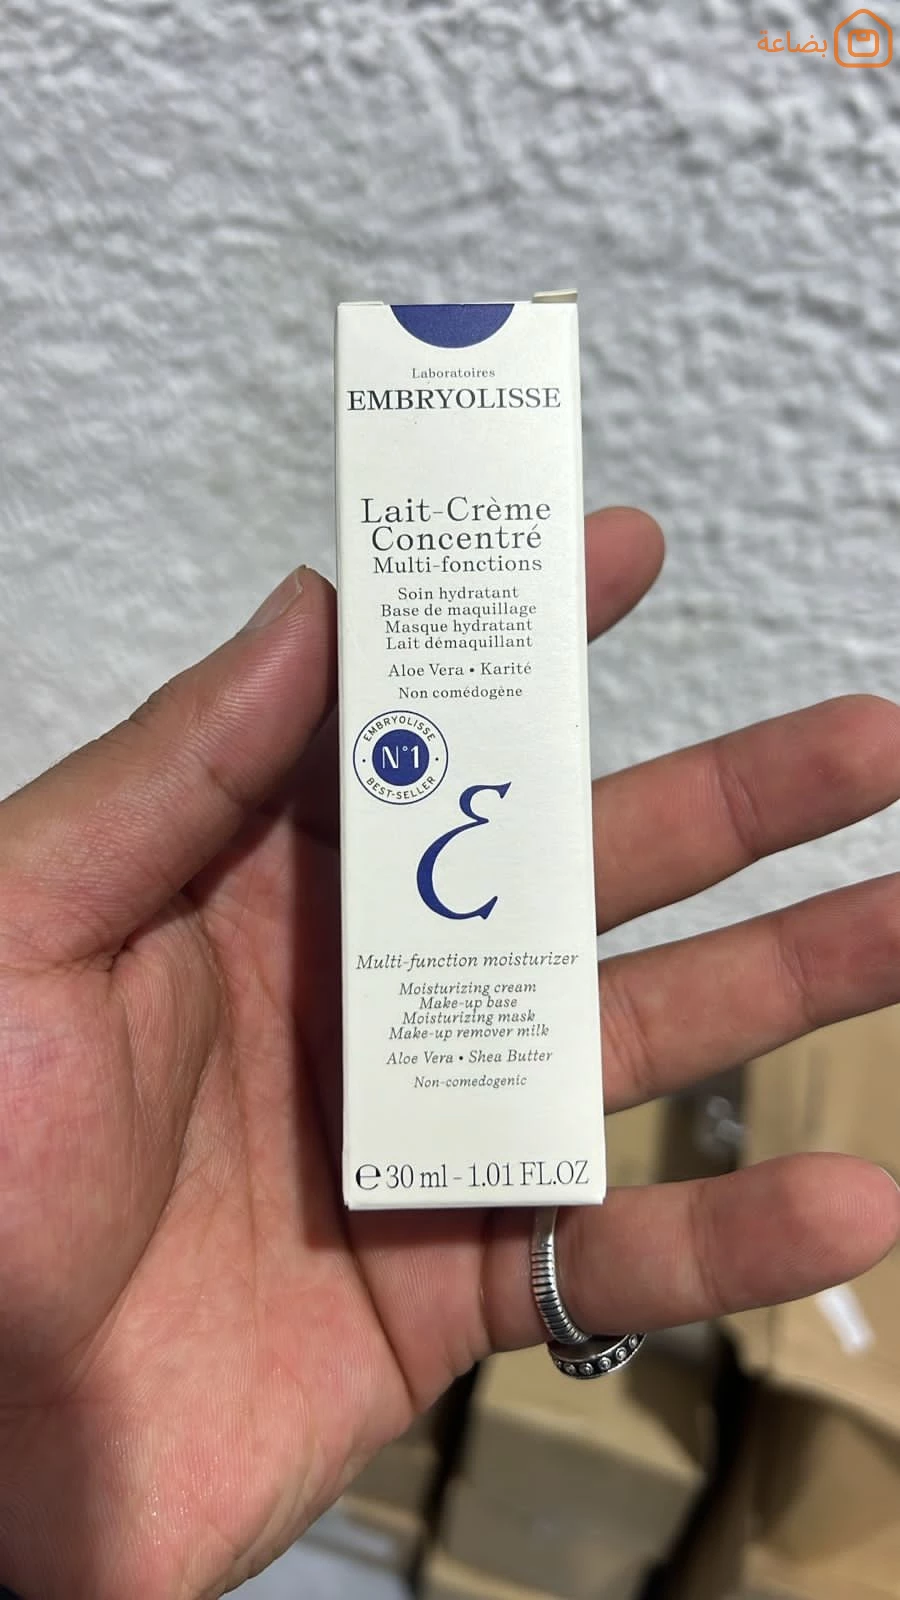 بضاعة
Laboratoires
EMBRYOLISSE
Lait-Crème
Concentré
Multi-fonctions
Soin hydratant
Base de maquillage
Masque hydratant
Lait démaquillant
Aloe Vera • Karité
Non comédogène
EMBRYOLISSE
N°1
BEST-SELLER
Multi-function moisturizer
Moisturizing cream
Make-up base
Moisturizing mask
Make-up remover milk
Aloe Vera • Shea Butter
Non-comedogenic
℮ 30 ml - 1.01 FL.OZ